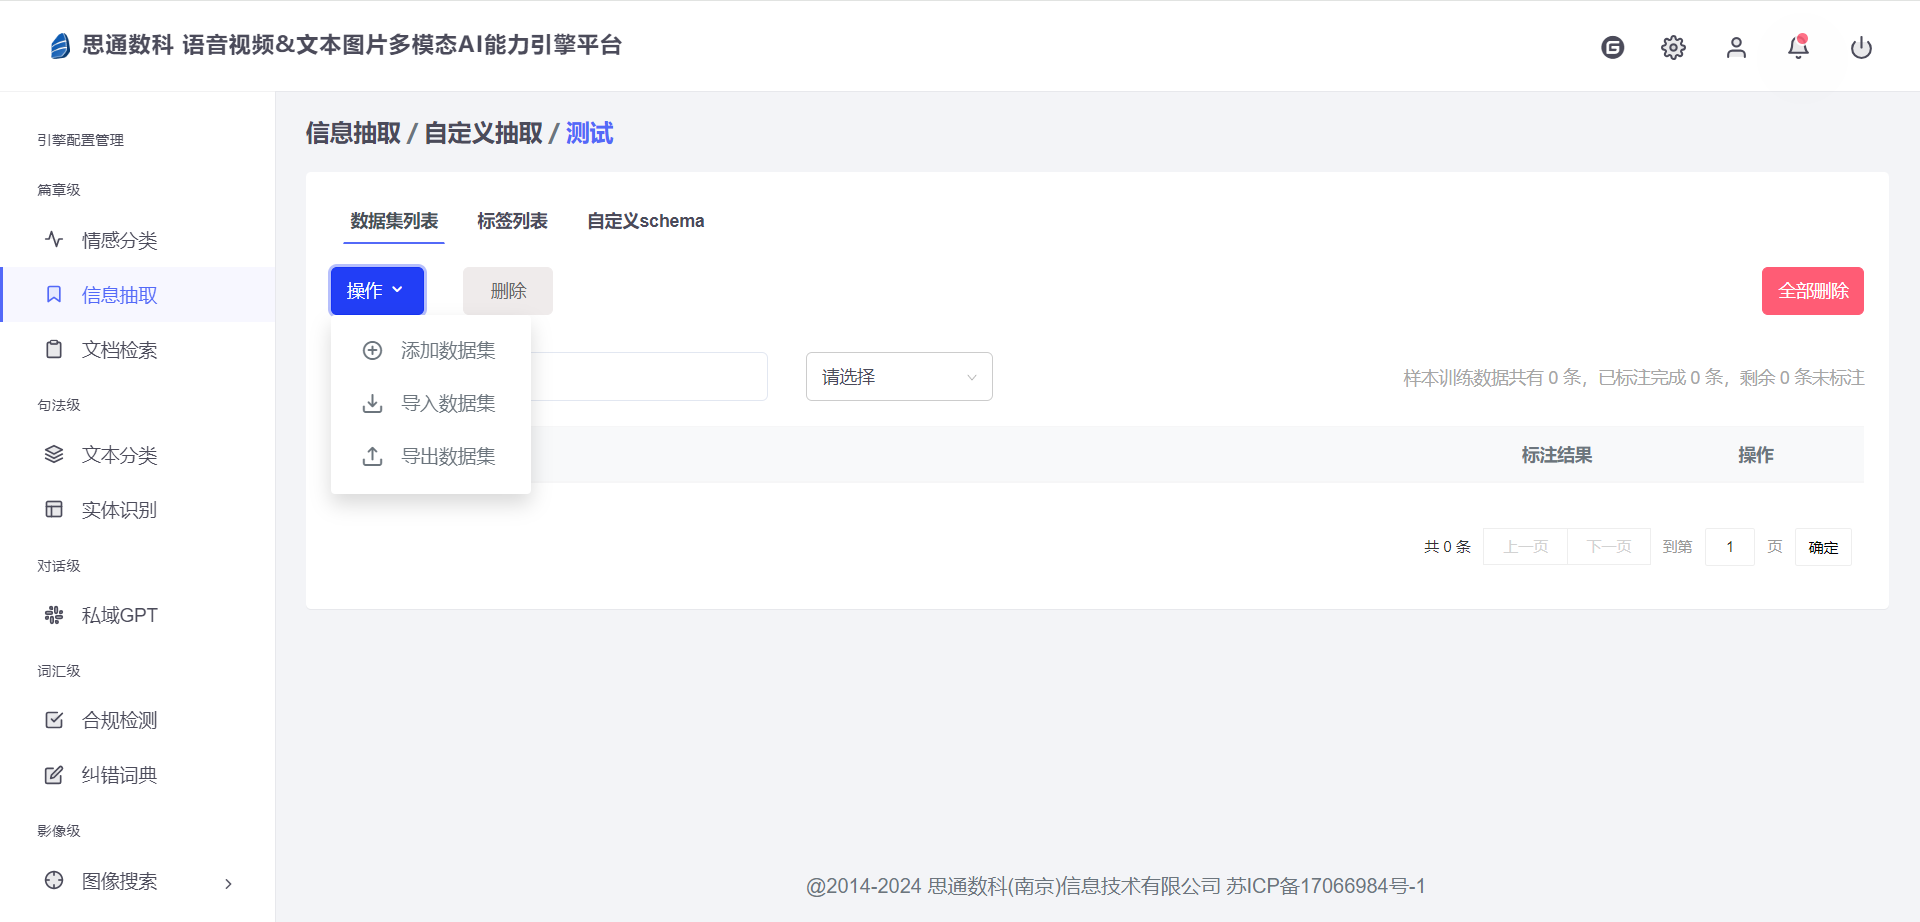 思通数科 语音视频&文本图片多模态AI能力引擎平台
引擎配置管理
篇章级
情感分类
信息抽取
文档检索
句法级
文本分类
实体识别
对话级
私域GPT
词汇级
合规检测
纠错词典
影像级
图像搜索
信息抽取 / 自定义抽取 / 测试
数据集列表 标签列表 自定义schema
操作 删除 全部删除
添加数据集
导入数据集
导出数据集
请选择 样本训练数据共有 0 条，已标注完成 0 条，剩余 0 条未标注
标注结果 操作
共 0 条 上一页 下一页 到第 1 页 确定
@2014-2024 思通数科(南京)信息技术有限公司 苏ICP备17066984号-1